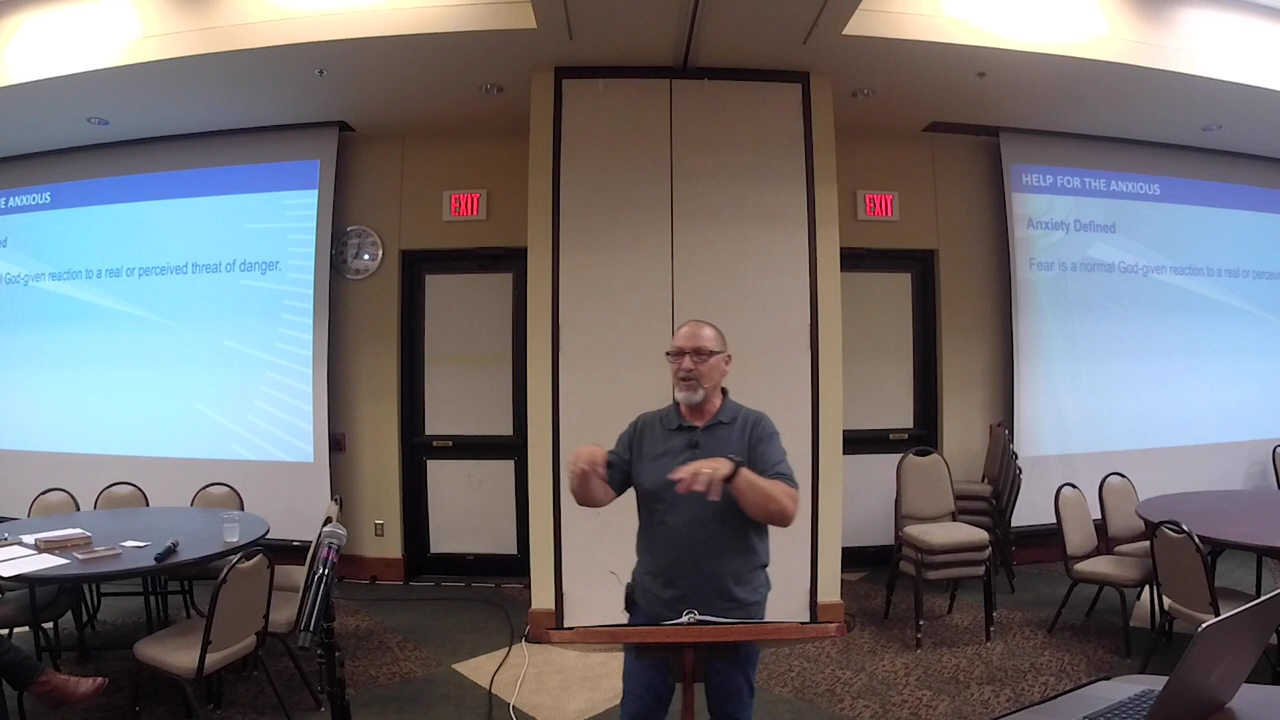 E ANXIOUS
ed
God-given reaction to a real or perceived threat of danger.
EXIT
EXIT
HELP FOR THE ANXIOUS
Anxiety Defined
Fear is a normal God-given reaction to a real or perceive